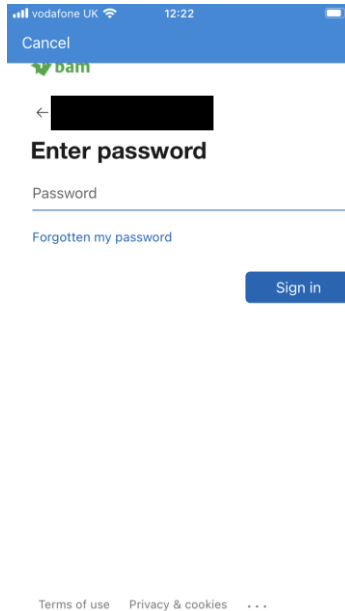 vodafone UK 12:22
Cancel
bam
Enter password
Password
Forgotten my password
Sign in
Terms of use Privacy & cookies ...